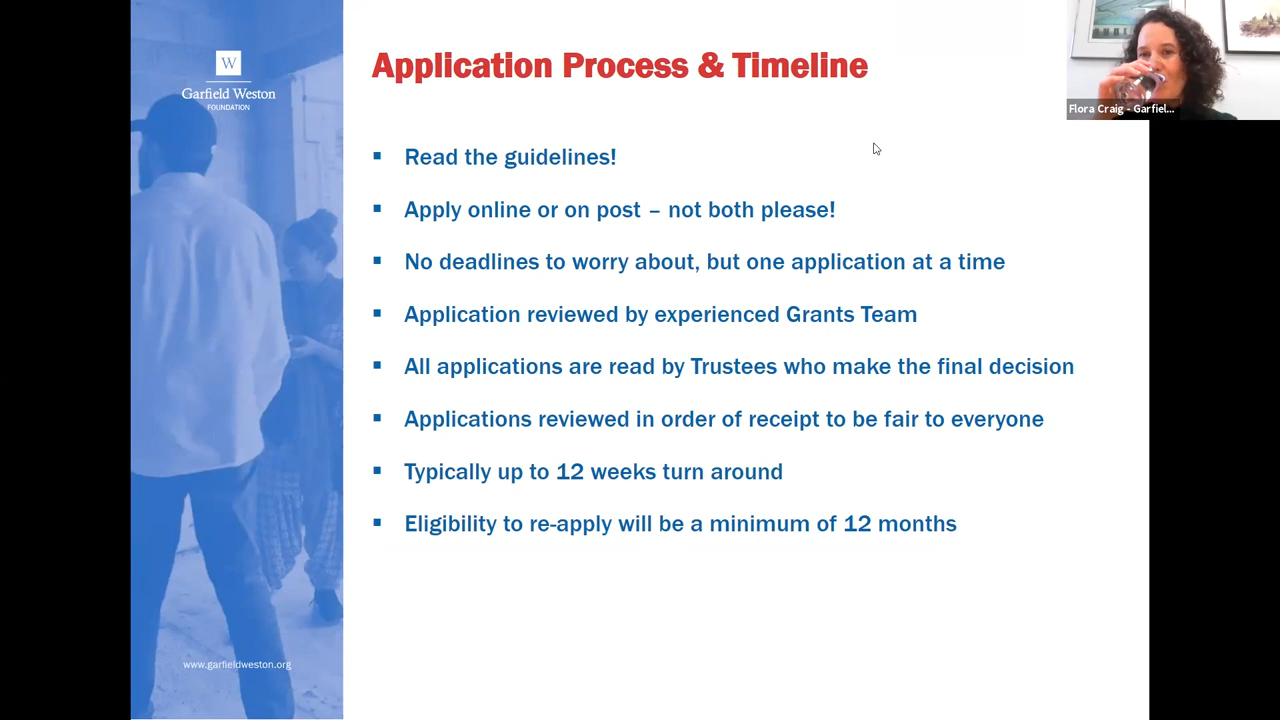 W
Garfield Weston
FOUNDATION
Application Process & Timeline
Flora Craig - Garfiel...
▪ Read the guidelines!
▪ Apply online or on post – not both please!
▪ No deadlines to worry about, but one application at a time
▪ Application reviewed by experienced Grants Team
▪ All applications are read by Trustees who make the final decision
▪ Applications reviewed in order of receipt to be fair to everyone
▪ Typically up to 12 weeks turn around
▪ Eligibility to re-apply will be a minimum of 12 months
www.garfieldweston.org